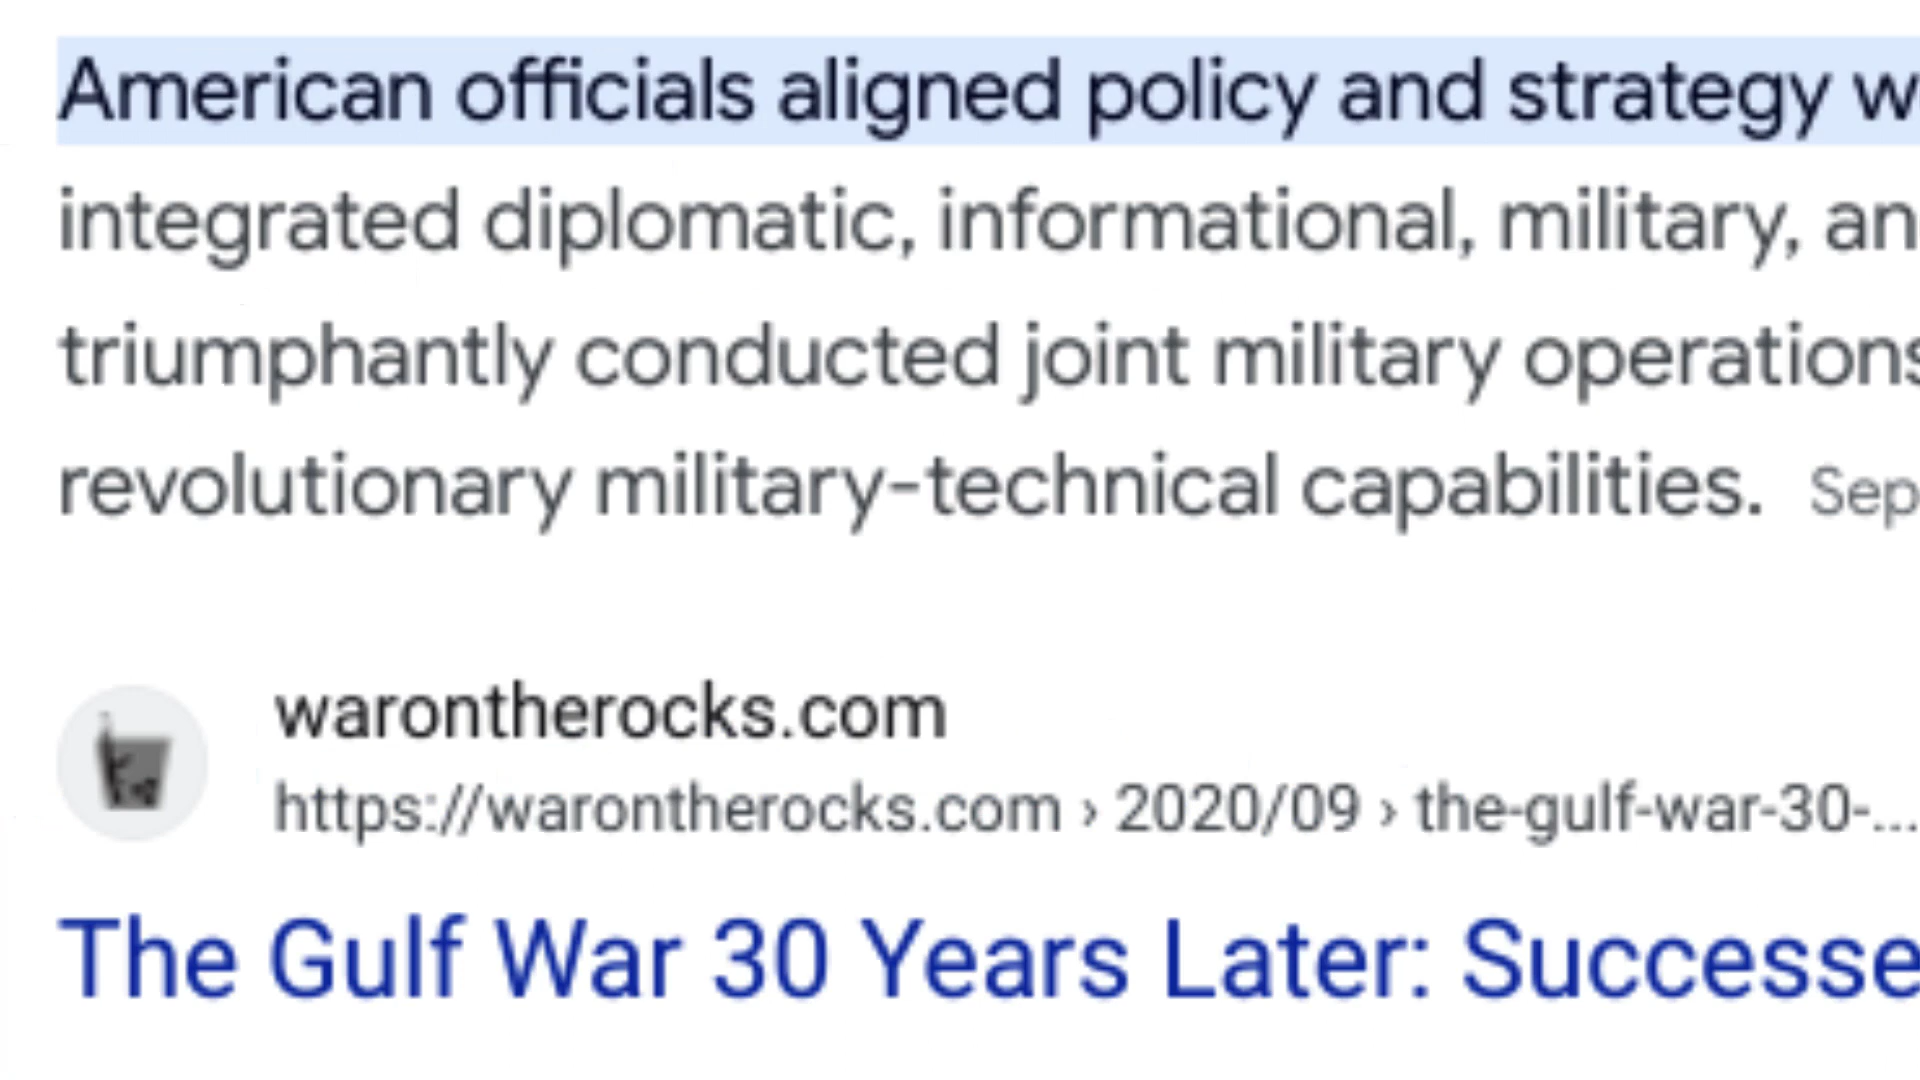 American officials aligned policy and strategy w
integrated diplomatic, informational, military, an
triumphantly conducted joint military operations
revolutionary military-technical capabilities. Sep
warontherocks.com
https://warontherocks.com › 2020/09 › the-gulf-war-30-...
The Gulf War 30 Years Later: Successe